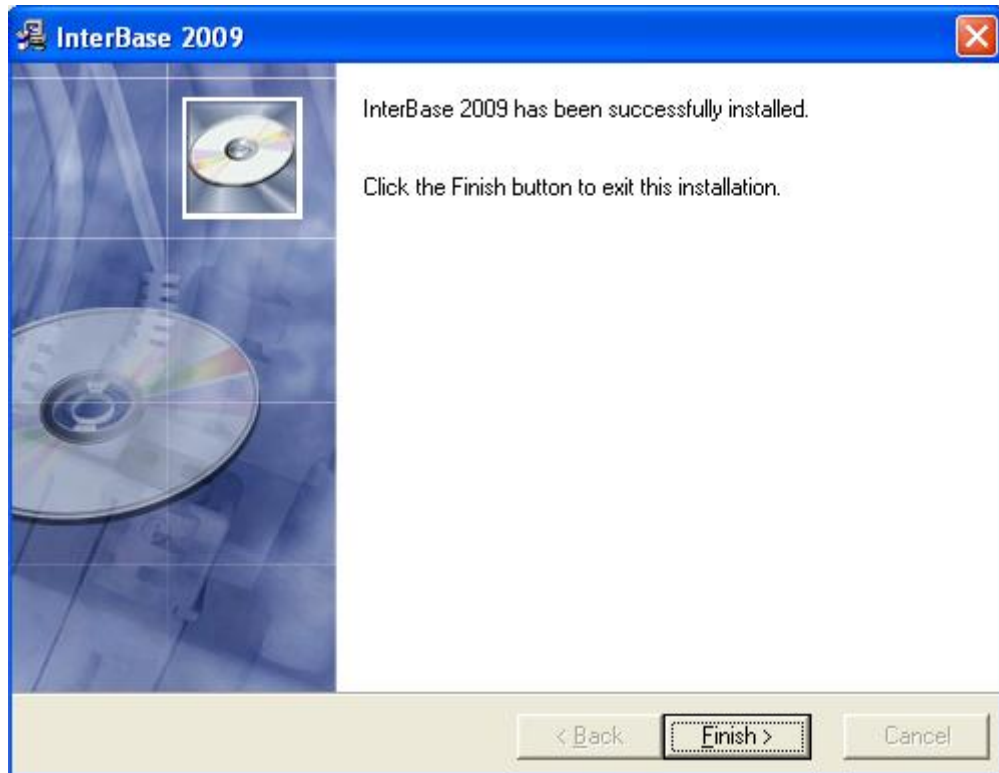 InterBase 2009
InterBase 2009 has been successfully installed.
Click the Finish button to exit this installation.
< Back
Finish >
Cancel